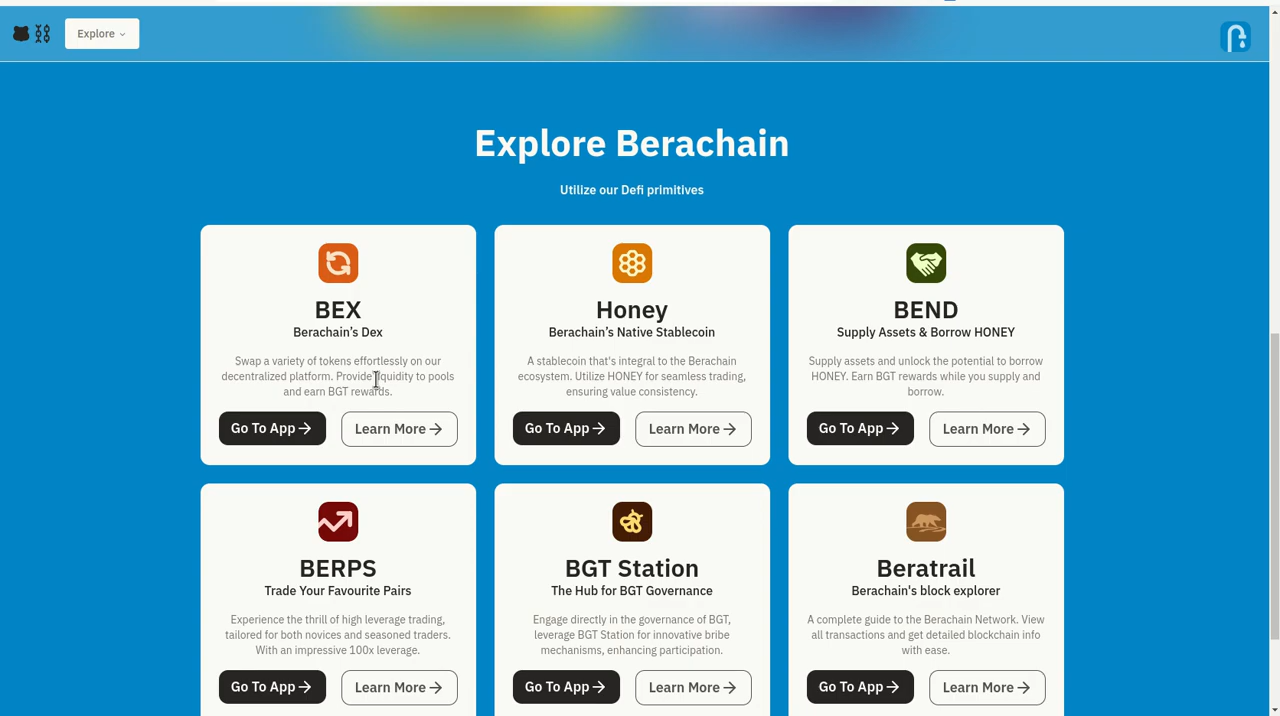 Explore
Explore Berachain
Utilize our Defi primitives
BEX
Berachain's Dex
Swap a variety of tokens effortlessly on our
decentralized platform. Provide liquidity to pools
and earn BGT rewards.
Go To App
Learn More
Honey
Berachain's Native Stablecoin
A stablecoin that's integral to the Berachain
ecosystem. Utilize HONEY for seamless trading,
ensuring value consistency.
Go To App
Learn More
BEND
Supply Assets & Borrow HONEY
Supply assets and unlock the potential to borrow
HONEY. Earn BGT rewards while you supply and
borrow.
Go To App
Learn More
BERPS
Trade Your Favourite Pairs
Experience the thrill of high leverage trading,
tailored for both novices and seasoned traders.
With an impressive 100x leverage.
Go To App
Learn More
BGT Station
The Hub for BGT Governance
Engage directly in the governance of BGT,
leverage BGT Station for innovative bribe
mechanisms, enhancing participation.
Go To App
Learn More
Beratrail
Berachain's block explorer
A complete guide to the Berachain Network. View
all transactions and get detailed blockchain info
with ease.
Go To App
Learn More